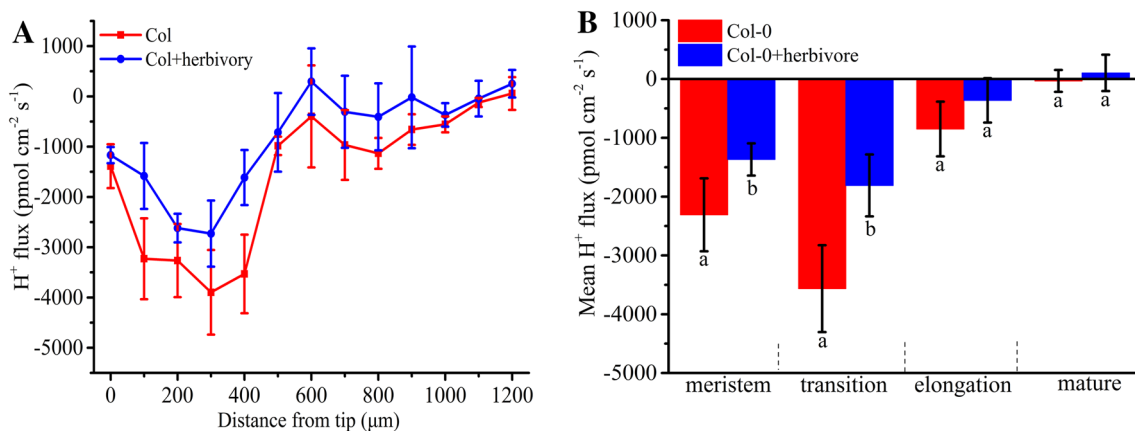 A
Col
Col+herbivory
H⁺ flux (pmol cm⁻² s⁻¹)
1000
0
-1000
-2000
-3000
-4000
-5000
0 200 400 600 800 1000 1200
Distance from tip (μm)
B
Col-0
Col-0+herbivore
Mean H⁺ flux (pmol cm⁻² s⁻¹)
1000
0
-1000
-2000
-3000
-4000
-5000
a b a b a a a a
meristem transition elongation mature